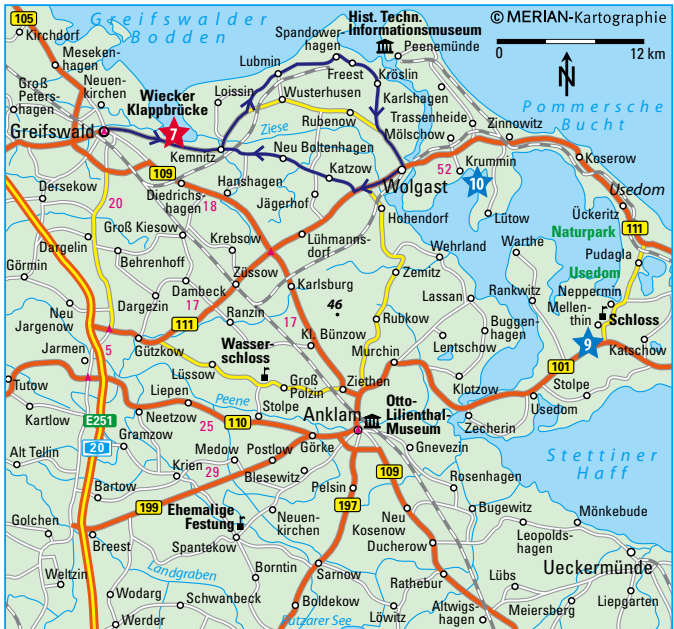 105
Kirchdorf
Greifswalder
Bodden
Spandower-
hagen
Hist. Techn.
Informationsmuseum
Peenemünde
© MERIAN-Kartographie
0
12 km
N
Meseken-
hagen
Lubmin
Freest
Kröslin
Groß
Peters-
hagen
Neuen-
kirchen
Wiecker
Klappbrücke
Loissin
Wusterhusen
Karlshagen
Pommersche
Bucht
Greifswald
7
Ziese
Rubenow
Trassenheide
Mölschow
Zinnowitz
Kemnitz
Neu Boltenhagen
Koserow
109
Katzow
52
Krummin
Wolgast
10
Usedom
Dersekow
20
Diedrichs-
hagen
18
Hanshagen
Jägerhof
Hohendorf
Lütow
Ückeritz
111
Naturpark
Usedom
Dargelin
Groß Kiesow
Krebsow
Lühmanns-
dorf
Wehrland
Warthe
Pudagla
Görmin
Behrenhoff
Züssow
Zemitz
Neppermin
Dambeck
Karlsburg
Lassan
Rankwitz
Mellen-
thin
Schloss
Neu
Jargenow
Dargezin
17
Ranzin
46
Rubkow
Buggen-
hagen
9
Katschow
111
17
Kl. Bünzow
Lentschow
Jarmen
5
Gützkow
Wasser-
schloss
Murchin
101
Tutow
Lüssow
Groß
Polzin
Ziethen
Klotzow
Stolpe
Liepen
Peene
Stolpe
Anklam
Otto-
Lilienthal-
Museum
Usedom
Kartlow
Neetzow
25
110
Zecherin
E251
Gramzow
Görke
Gnevezin
20
Alt Tellin
Medow
Postlow
Stettiner
Haff
Krien
29
Blesewitz
109
Rosenhagen
Bartow
Pelsin
199
Ehemalige
Festung
197
Neu
Kosenow
Bugewitz
Mönkebude
Golchen
Neuen-
kirchen
Leopolds-
hagen
Breest
Spantekow
Ducherow
Ueckermünde
Landgraben
Weltzin
Borntin
Sarnow
Rathebur
Lübs
Wodarg
Schwanbeck
Boldekow
Altwigs-
hagen
Meiersberg
Liepgarten
Werder
Putzarer See
Löwitz